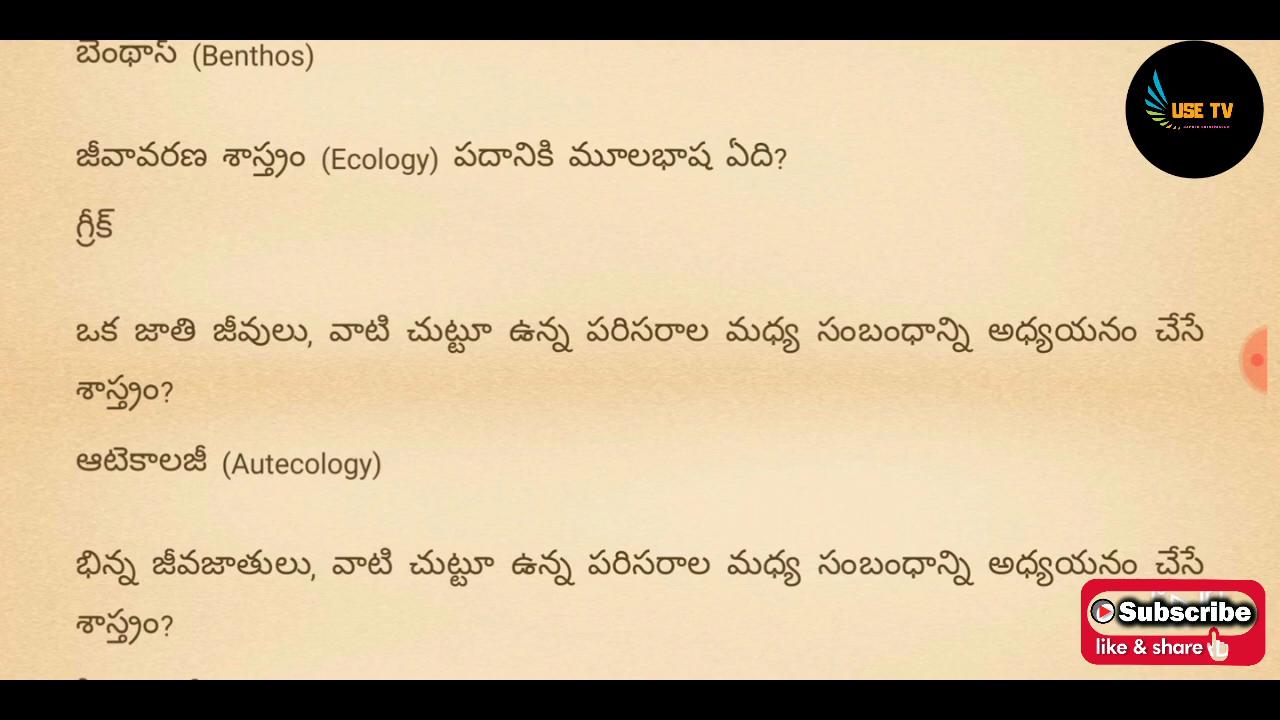 బెంథాస్ (Benthos)
USE TV
జీవావరణ శాస్త్రం (Ecology) పదానికి మూలభాష ఏది?
గ్రీక్
ఒక జాతి జీవులు, వాటి చుట్టూ ఉన్న పరిసరాల మధ్య సంబంధాన్ని అధ్యయనం చేసే
శాస్త్రం?
ఆటెకాలజీ (Autecology)
భిన్న జీవజాతులు, వాటి చుట్టూ ఉన్న పరిసరాల మధ్య సంబంధాన్ని అధ్యయనం చేసే
శాస్త్రం?
Subscribe
like & share